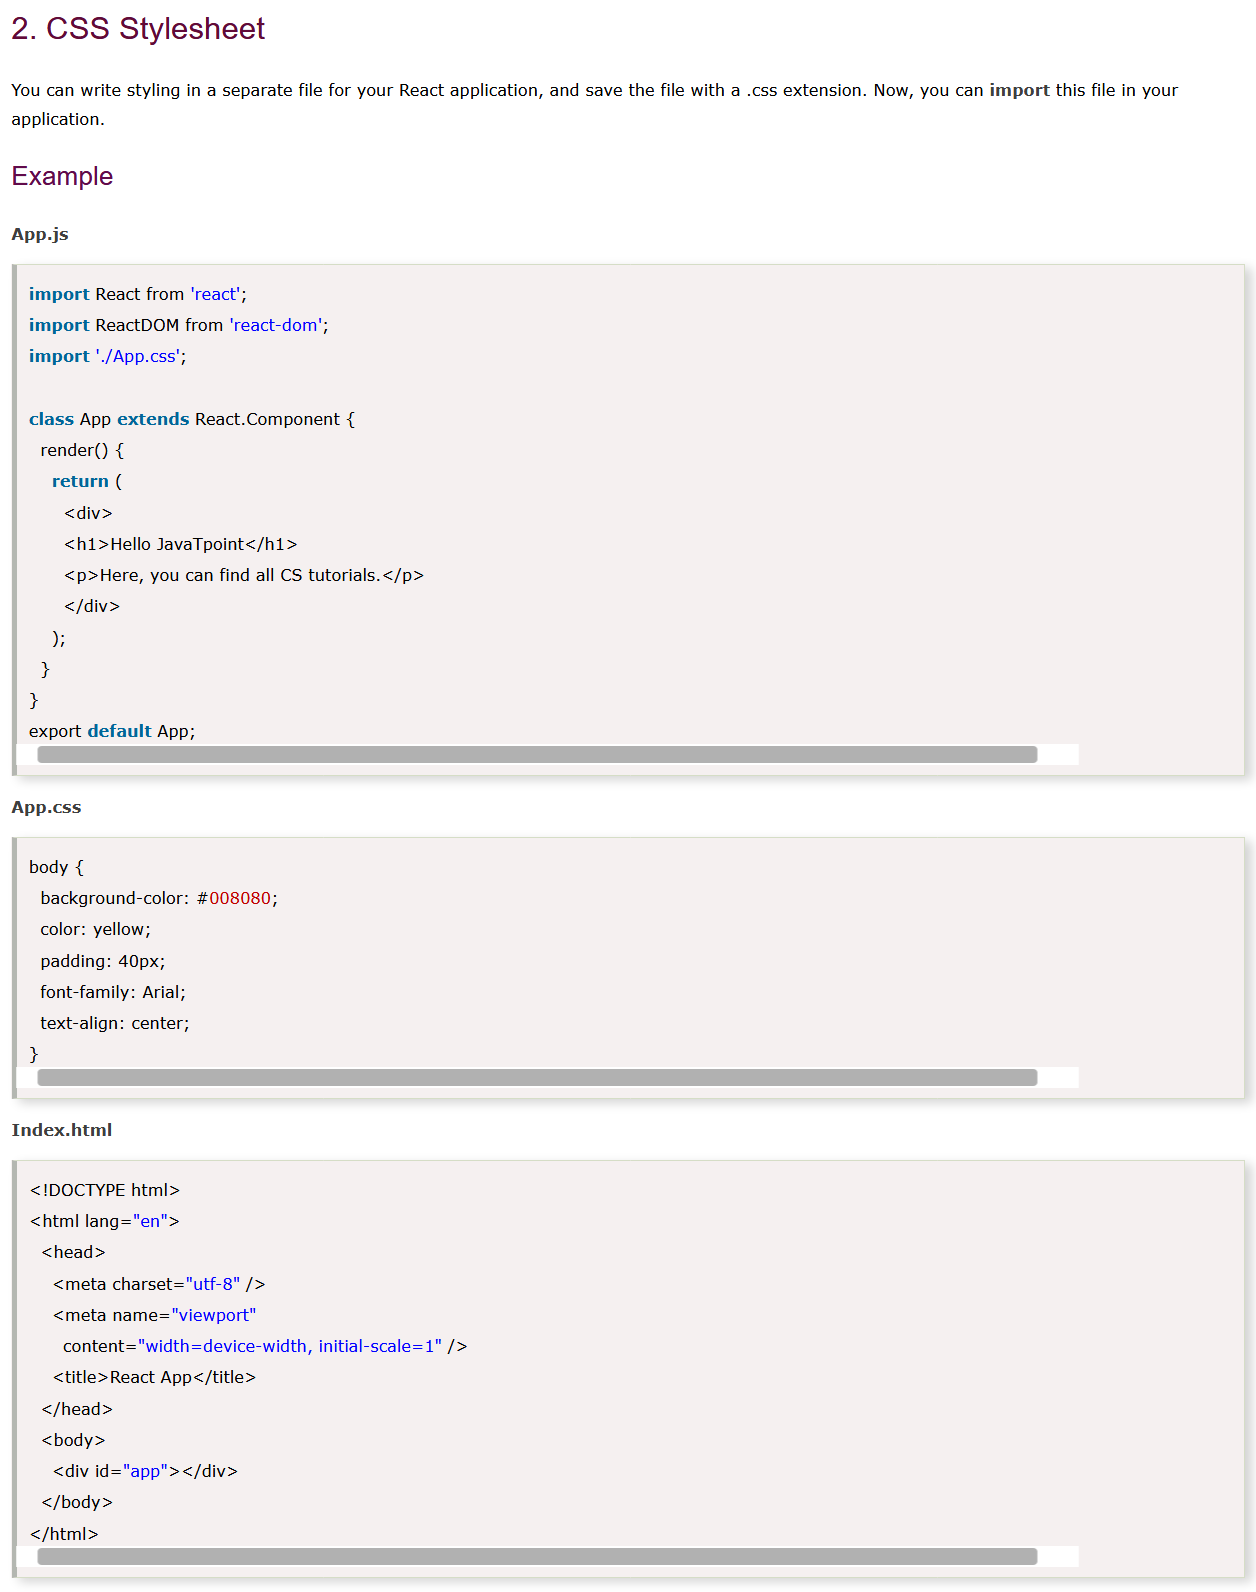 2. CSS Stylesheet
You can write styling in a separate file for your React application, and save the file with a .css extension. Now, you can import this file in your
application.
Example
App.js
import React from 'react';
import ReactDOM from 'react-dom';
import './App.css';
class App extends React.Component {
render() {
return (
<div>
<h1>Hello JavaTpoint</h1>
<p>Here, you can find all CS tutorials.</p>
</div>
);
}
}
export default App;
App.css
body {
background-color: #008080;
color: yellow;
padding: 40px;
font-family: Arial;
text-align: center;
}
Index.html
<!DOCTYPE html>
<html lang="en">
<head>
<meta charset="utf-8" />
<meta name="viewport"
content="width=device-width, initial-scale=1" />
<title>React App</title>
</head>
<body>
<div id="app"></div>
</body>
</html>